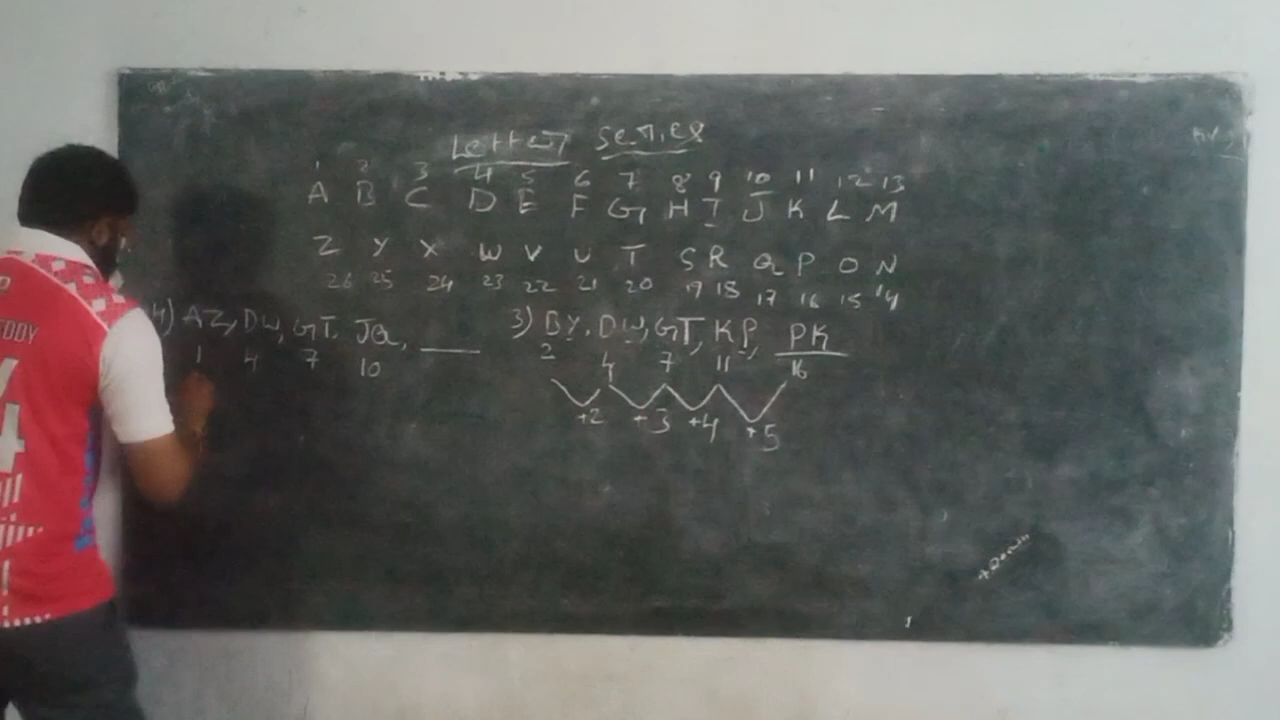 Letter series
1 2 3 4 5 6 7 8 9 10 11 12 13
A B C D E F G H I J K L M
Z Y X W V U T S R Q P O N
26 25 24 23 22 21 20 19 18 17 16 15 14
4) AZ, DW, GT, JQ, ____
1 4 7 10
3) BY, DW, GT, KP, PK
2 4 7 11 16
+2 +3 +4 +5
EDDY
4